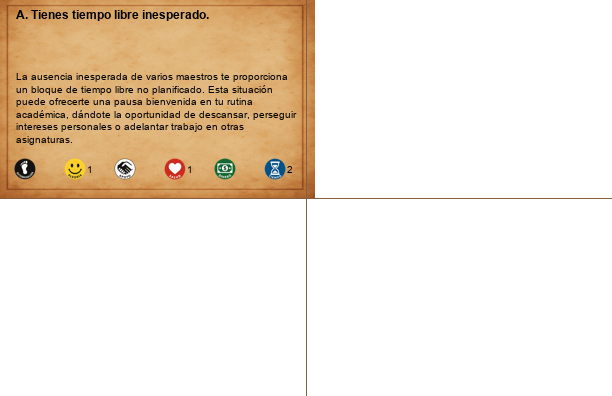 A. Tienes tiempo libre inesperado.
La ausencia inesperada de varios maestros te proporciona
un bloque de tiempo libre no planificado. Esta situación
puede ofrecerte una pausa bienvenida en tu rutina
académica, dándote la oportunidad de descansar, perseguir
intereses personales o adelantar trabajo en otras
asignaturas.
1 1 2